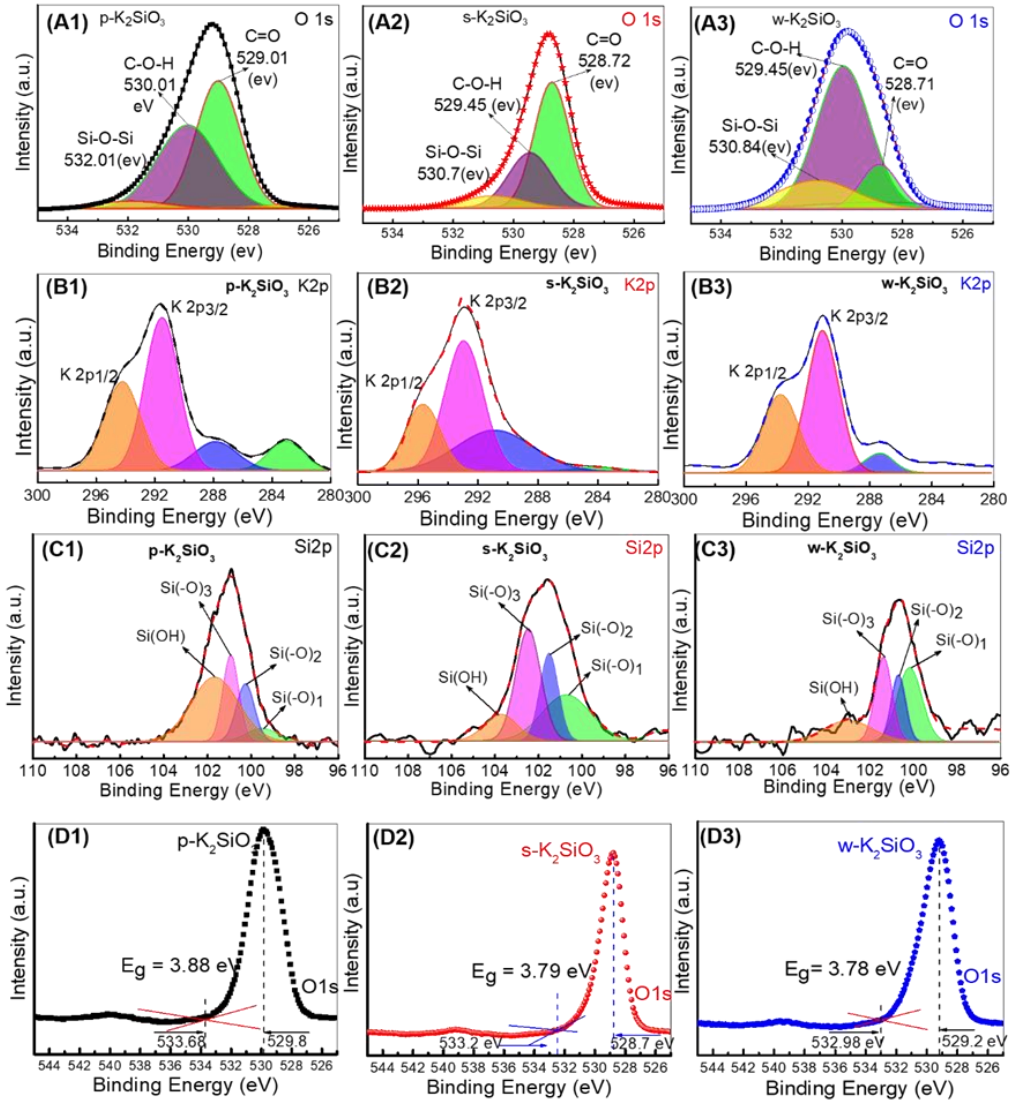 (A1)
p-K₂SiO₃
O 1s
C=O
529.01
(ev)
C-O-H
530.01
eV
Si-O-Si
532.01(ev)
Intensity (a.u.)
534 532 530 528 526
Binding Energy (ev)
(A2)
s-K₂SiO₃
O 1s
C=O
528.72
(ev)
C-O-H
529.45 (ev)
Si-O-Si
530.7(ev)
Intensity (a.u.)
534 532 530 528 526
Binding Energy (ev)
(A3)
w-K₂SiO₃
O 1s
C-O-H
529.45(ev)
C=O
528.71
(ev)
Si-O-Si
530.84(ev)
Intensity (a.u.)
534 532 530 528 526
Binding Energy (ev)
(B1)
p-K₂SiO₃ K2p
K 2p3/2
K 2p1/2
Intensity (a.u.)
300 296 292 288 284 280
Binding Energy (eV)
(B2)
s-K₂SiO₃ K2p
K 2p3/2
K 2p1/2
Intensity (a.u.)
300 296 292 288 284 280
Binding Energy (eV)
(B3)
w-K₂SiO₃ K2p
K 2p3/2
K 2p1/2
Intensity (a.u.)
300 296 292 288 284 280
Binding Energy (eV)
(C1)
p-K₂SiO₃
Si2p
Si(-O)₃
Si(OH)
Si(-O)₂
Si(-O)₁
Intensity (a.u.)
110 108 106 104 102 100 98 96
Binding Energy (eV)
(C2)
s-K₂SiO₃
Si2p
Si(-O)₃
Si(-O)₂
Si(OH)
Si(-O)₁
Intensity (a.u.)
110 108 106 104 102 100 98 96
Binding Energy (eV)
(C3)
w-K₂SiO₃
Si2p
Si(-O)₃
Si(-O)₂
Si(-O)₁
Si(OH)
Intensity (a.u.)
110 108 106 104 102 100 98 96
Binding Energy (eV)
(D1)
p-K₂SiO
Eg = 3.88 eV
O1s
533.68
529.8
Intensity (a.u.)
544 542 540 538 536 534 532 530 528 526
Binding Energy (eV)
(D2)
s-K₂SiO₃
Eg = 3.79 eV
O1s
533.2 eV
528.7 eV
Intensity (a.u.)
544 542 540 538 536 534 532 530 528 526
Binding Energy (eV)
(D3)
w-K₂SiO₃
Eg = 3.78 eV
O1s
532.98 eV
529.2 eV
Intensity (a.u.)
544 542 540 538 536 534 532 530 528 526
Binding Energy (eV)